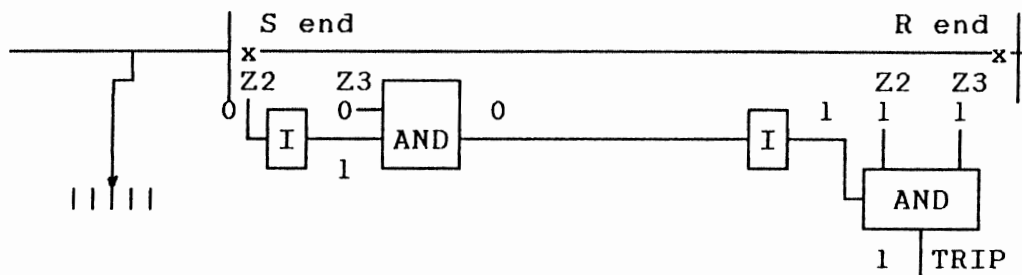 S end R end
x x
Z2 Z3 Z2 Z3
0 0 0 1 1 1
I AND I
1
AND
1 TRIP